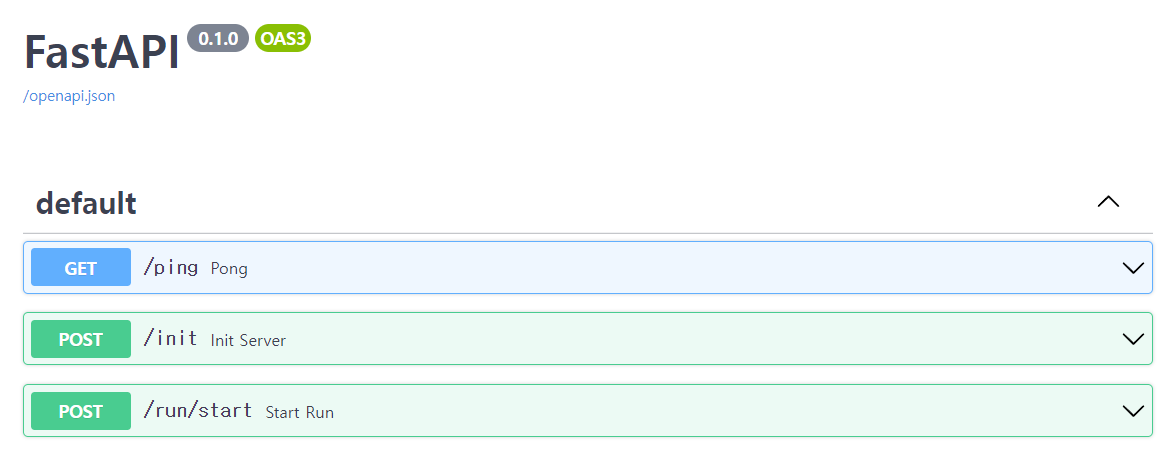 FastAPI 0.1.0 OAS3
/openapi.json
default
GET /ping Pong
POST /init Init Server
POST /run/start Start Run